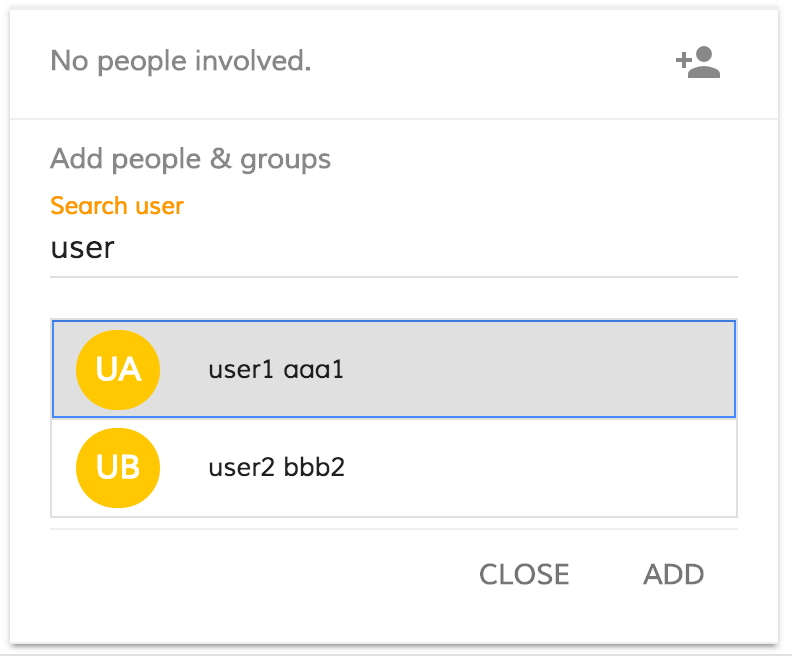 No people involved.
Add people & groups
Search user
user
UA user1 aaa1
UB user2 bbb2
CLOSE ADD